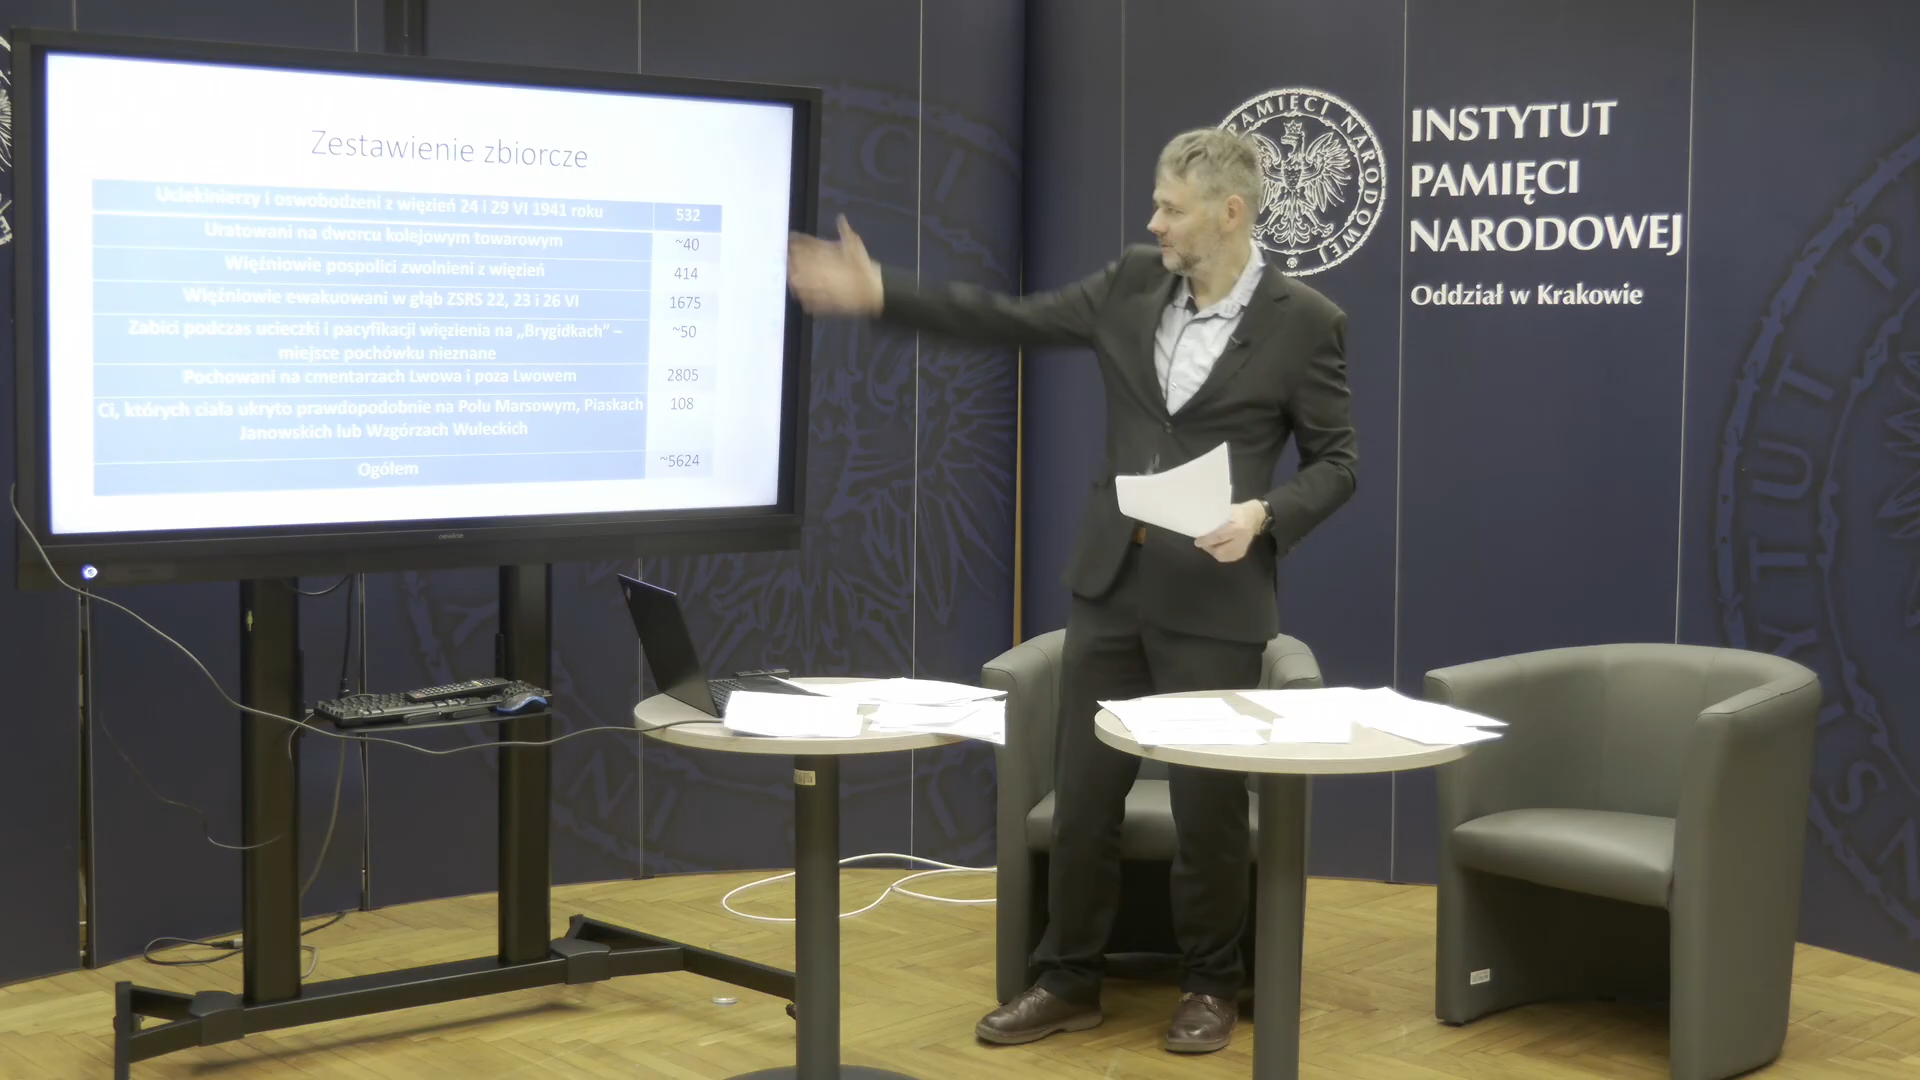 Zestawienie zbiorcze
Uciekinierzy i oswobodzeni z więzień 24 i 29 VI 1941 roku 532
Uratowani na dworcu kolejowym towarowym ~40
Więźniowie pospolici zwolnieni z więzień 414
Więźniowie ewakuowani w głąb ZSRS 22, 23 i 26 VI 1675
Zabici podczas ucieczki i pacyfikacji więzienia na „Brygidkach” – ~50
miejsce pochówku nieznane
Pochowani na cmentarzach Lwowa i poza Lwowem 2805
Ci, których ciała ukryto prawdopodobnie na Polu Marsowym, Piaskach 108
Janowskich lub Wzgórzach Wuleckich
Ogółem ~5624
newline
PAMIĘCI NARODOWEJ
INSTYTUT
PAMIĘCI
NARODOWEJ
Oddział w Krakowie